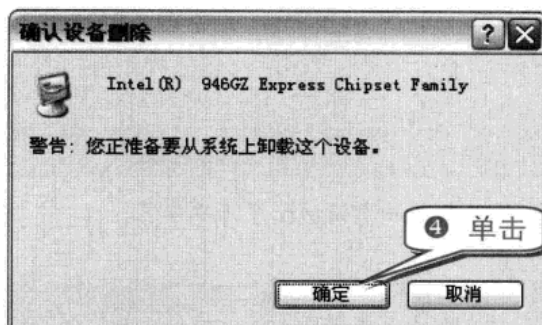 确认设备删除
Intel(R) 946GZ Express Chipset Family
警告: 您正准备要从系统上卸载这个设备。
❹ 单击
确定
取消